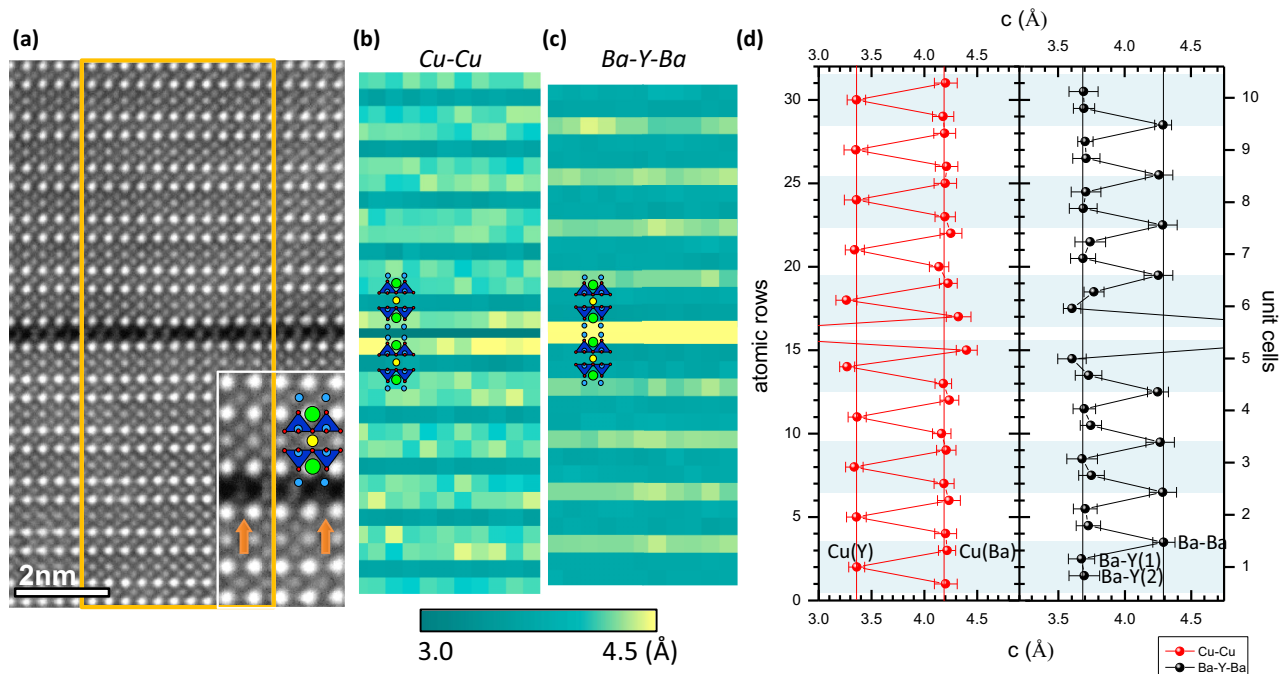 (a)
2nm
(b)
Cu-Cu
(c)
Ba-Y-Ba
3.0
4.5 (Å)
(d)
c (Å)
3.0 3.5 4.0 4.5
3.5 4.0 4.5
atomic rows
30
25
20
15
10
5
0
unit cells
10
9
8
7
6
5
4
3
2
1
Cu(Y)
Cu(Ba)
Ba-Ba
Ba-Y(1)
Ba-Y(2)
3.0 3.5 4.0 4.5
3.5 4.0 4.5
c (Å)
Cu-Cu
Ba-Y-Ba